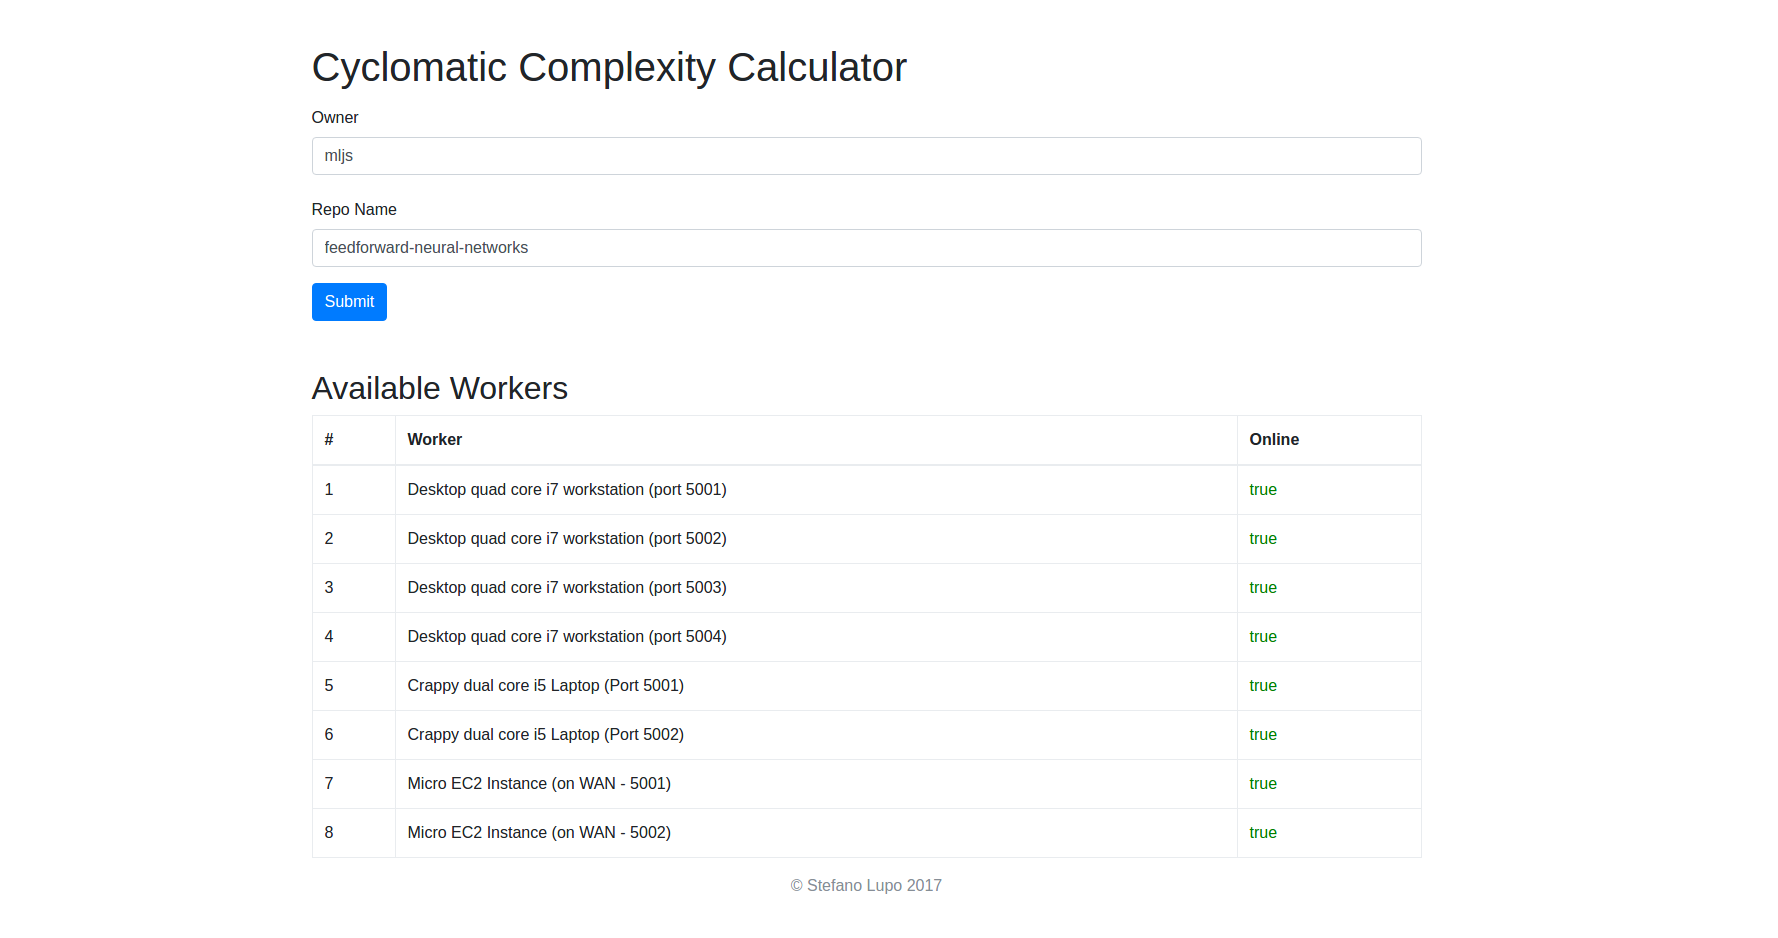 Cyclomatic Complexity Calculator
Owner
mljs
Repo Name
feedforward-neural-networks
Submit
Available Workers
# Worker Online
1 Desktop quad core i7 workstation (port 5001) true
2 Desktop quad core i7 workstation (port 5002) true
3 Desktop quad core i7 workstation (port 5003) true
4 Desktop quad core i7 workstation (port 5004) true
5 Crappy dual core i5 Laptop (Port 5001) true
6 Crappy dual core i5 Laptop (Port 5002) true
7 Micro EC2 Instance (on WAN - 5001) true
8 Micro EC2 Instance (on WAN - 5002) true
© Stefano Lupo 2017